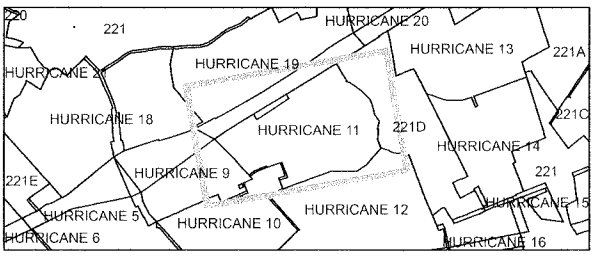 220
221
HURRICANE 20
HURRICANE 13
221A
HURRICANE 21
HURRICANE 19
221C
HURRICANE 18
HURRICANE 11
221D
HURRICANE 14
HURRICANE 9
221
221E
HURRICANE 5
HURRICANE 10
HURRICANE 12
HURRICANE 15
HURRICANE 6
HURRICANE 16